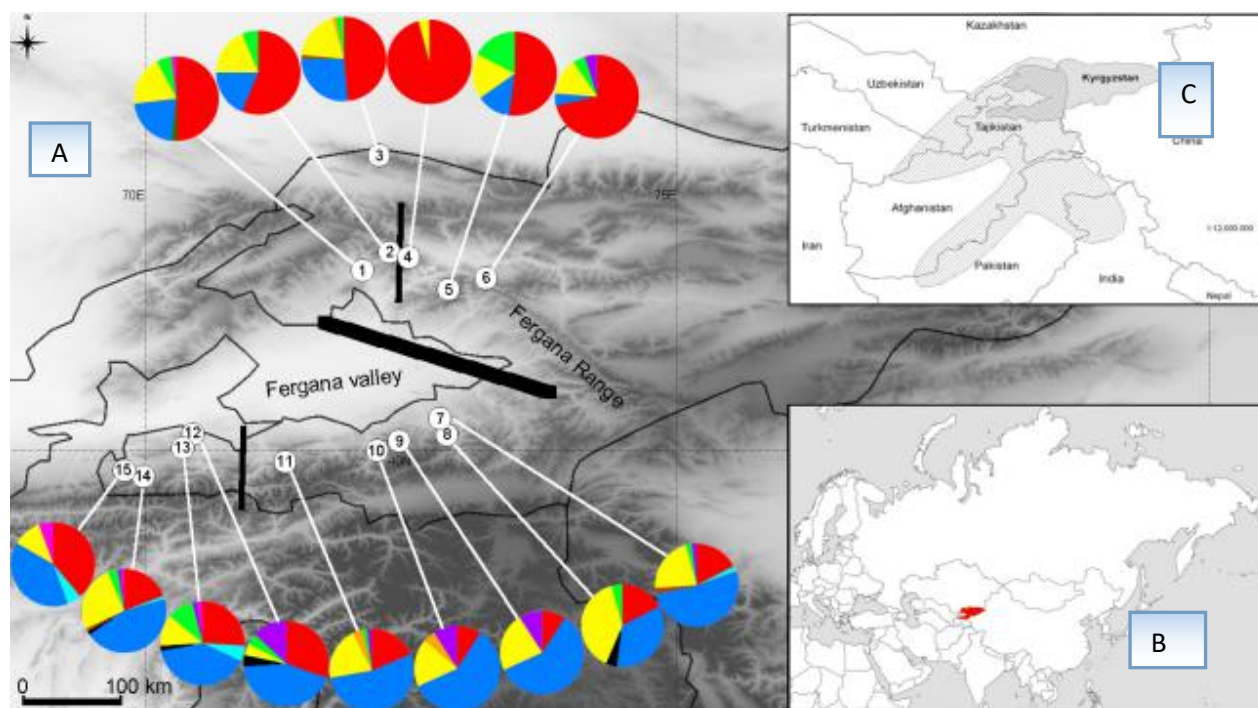 N
A
70E
75E
3
2
4
1
5
6
Fergana Range
Fergana valley
7
8
9
10
40N
11
12
13
15
14
0 100 km
Kazakhstan
C
Uzbekistan
Kyrgyzstan
Turkmenistan
Tajikistan
China
Afghanistan
1:12.000.000
Iran
Pakistan
India
Nepal
B